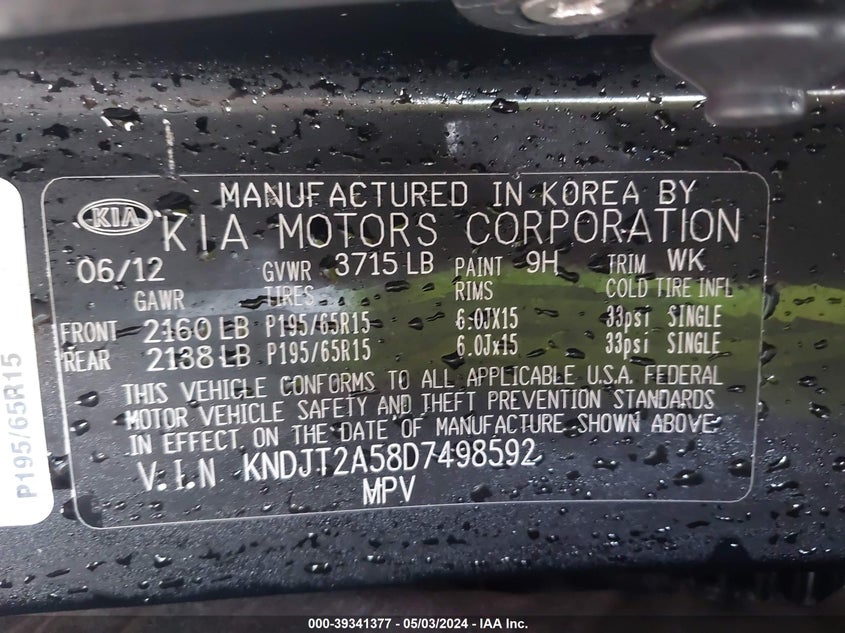 MANUFACTURED IN KOREA BY
KIA KIA MOTORS CORPORATION
06/12 GVWR 3715 LB PAINT 9H TRIM WK
GAWR TIRES RIMS COLD TIRE INFL
FRONT 2160 LB P195/65R15 6.0JX15 33psi SINGLE
REAR 2138 LB P195/65R15 6.0Jx15 33psi SINGLE
THIS VEHICLE CONFORMS TO ALL APPLICABLE U.S.A. FEDERAL
MOTOR VEHICLE SAFETY AND THEFT PREVENTION STANDARDS
IN EFFECT ON THE DATE OF MANUFACTURE SHOWN ABOVE
V.I.N KNDJT2A58D7498592
MPV
P195/65R15
000-39341377 - 05/03/2024 - IAA Inc.